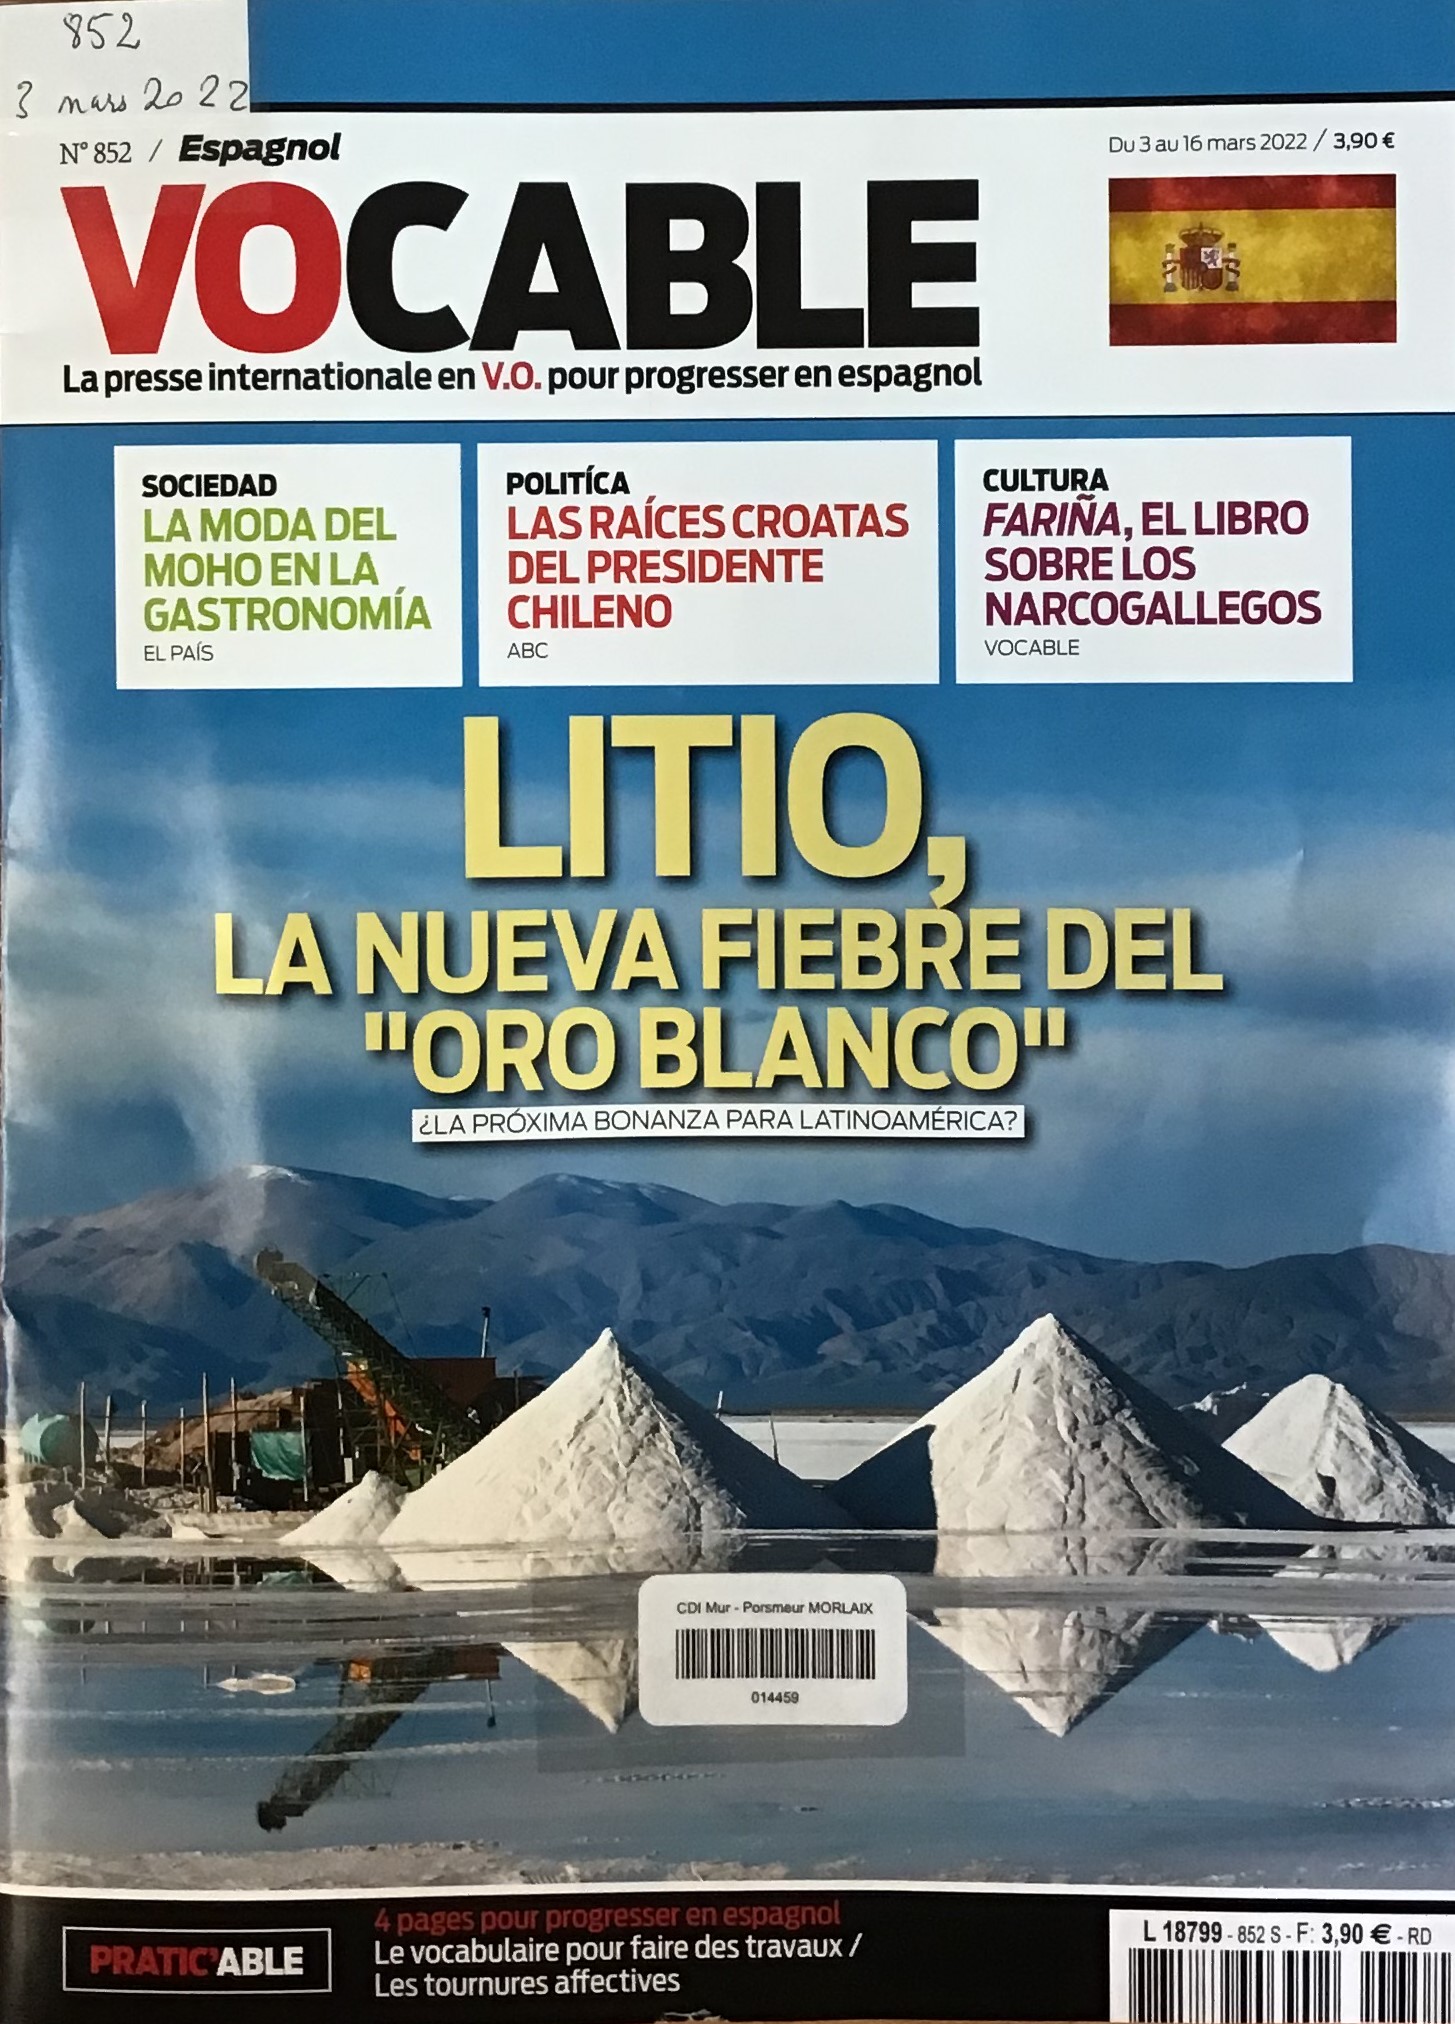 852
3 mars 2022
N° 852 / Espagnol
Du 3 au 16 mars 2022 / 3,90 €
VOCABLE
La presse internationale en V.O. pour progresser en espagnol
SOCIEDAD
LA MODA DEL
MOHO EN LA
GASTRONOMÍA
EL PAÍS
POLITÍCA
LAS RAÍCES CROATAS
DEL PRESIDENTE
CHILENO
ABC
CULTURA
FARIÑA, EL LIBRO
SOBRE LOS
NARCOGALLEGOS
VOCABLE
LITIO,
LA NUEVA FIEBRE DEL
"ORO BLANCO"
¿LA PRÓXIMA BONANZA PARA LATINOAMÉRICA?
CDI Mur - Porsmeur MORLAIX
014459
PRATIC'ABLE
4 pages pour progresser en espagnol
Le vocabulaire pour faire des travaux /
Les tournures affectives
L 18799 - 852 S - F: 3,90 € - RD